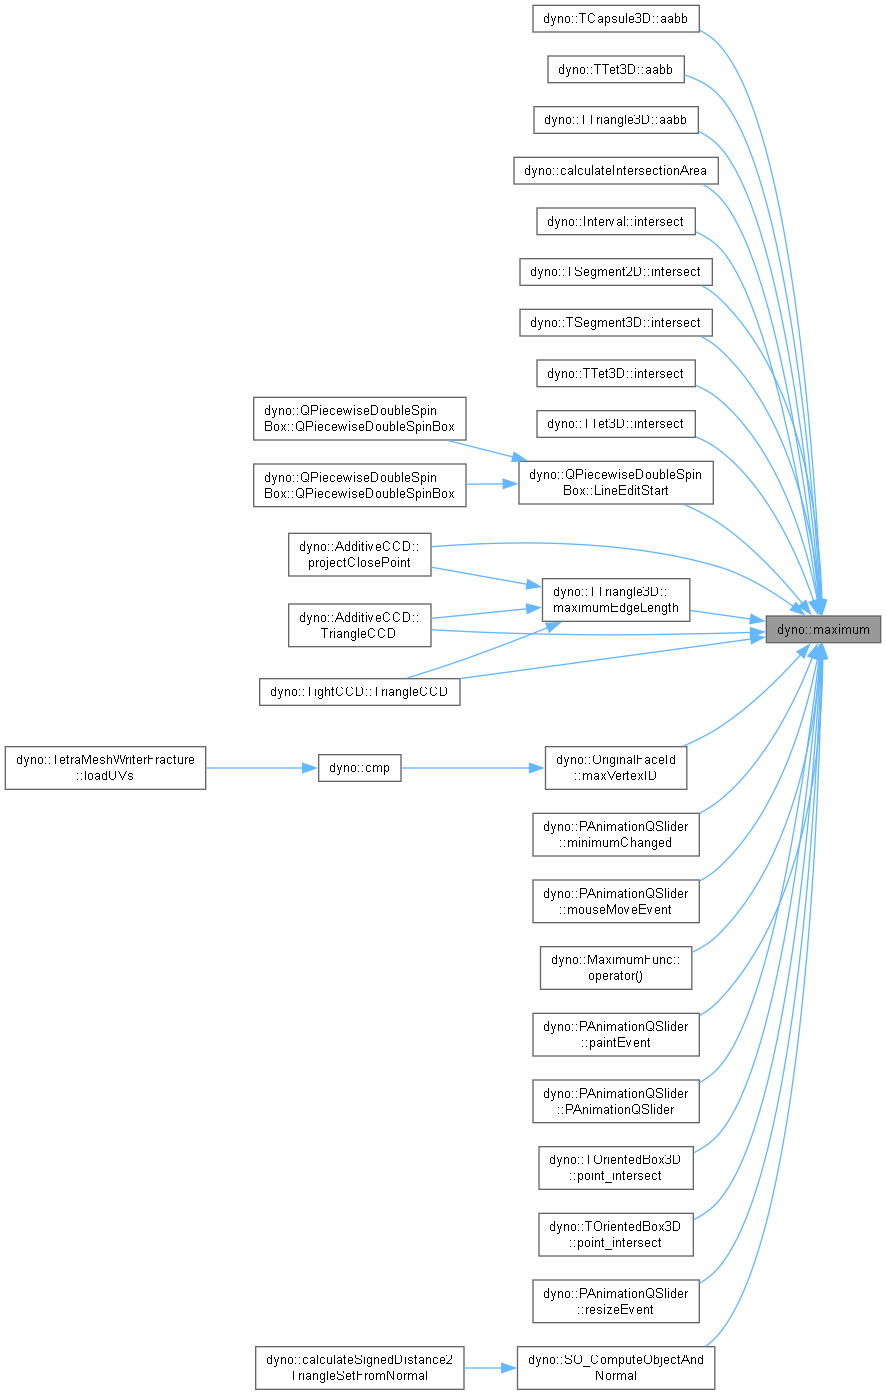 dyno::TCapsule3D::aabb
dyno::TTet3D::aabb
dyno::TTriangle3D::aabb
dyno::calculateIntersectionArea
dyno::Interval::intersect
dyno::TSegment2D::intersect
dyno::TSegment3D::intersect
dyno::TTet3D::intersect
dyno::QPiecewiseDoubleSpin
Box::QPiecewiseDoubleSpinBox
dyno::TTet3D::intersect
dyno::QPiecewiseDoubleSpin
Box::QPiecewiseDoubleSpinBox
dyno::QPiecewiseDoubleSpin
Box::LineEditStart
dyno::AdditiveCCD::
projectClosePoint
dyno::TTriangle3D::
maximumEdgeLength
dyno::AdditiveCCD::
TriangleCCD
dyno::maximum
dyno::TightCCD::TriangleCCD
dyno::TetraMeshWriterFracture
::loadUVs
dyno::cmp
dyno::OriginalFaceId
::maxVertexID
dyno::PAnimationQSlider
::minimumChanged
dyno::PAnimationQSlider
::mouseMoveEvent
dyno::MaximumFunc::
operator()
dyno::PAnimationQSlider
::paintEvent
dyno::PAnimationQSlider
::PAnimationQSlider
dyno::TOrientedBox3D
::point_intersect
dyno::TOrientedBox3D
::point_intersect
dyno::PAnimationQSlider
::resizeEvent
dyno::calculateSignedDistance2
TriangleSetFromNormal
dyno::SO_ComputeObjectAnd
Normal